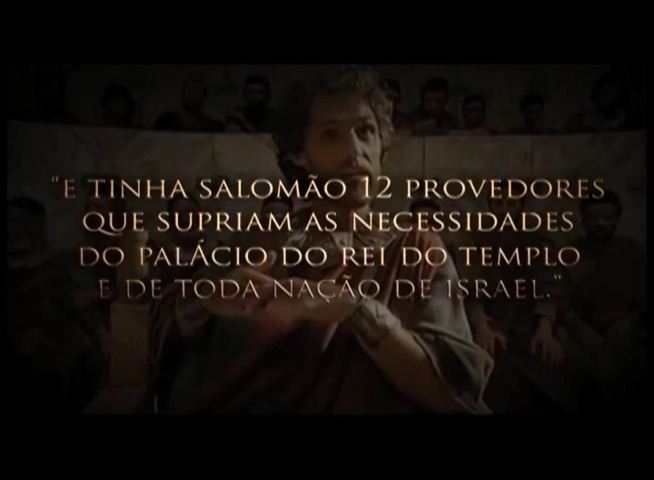 “E TINHA SALOMÃO 12 PROVEDORES
QUE SUPRIAM AS NECESSIDADES
DO PALÁCIO DO REI DO TEMPLO
E DE TODA NAÇÃO DE ISRAEL.”